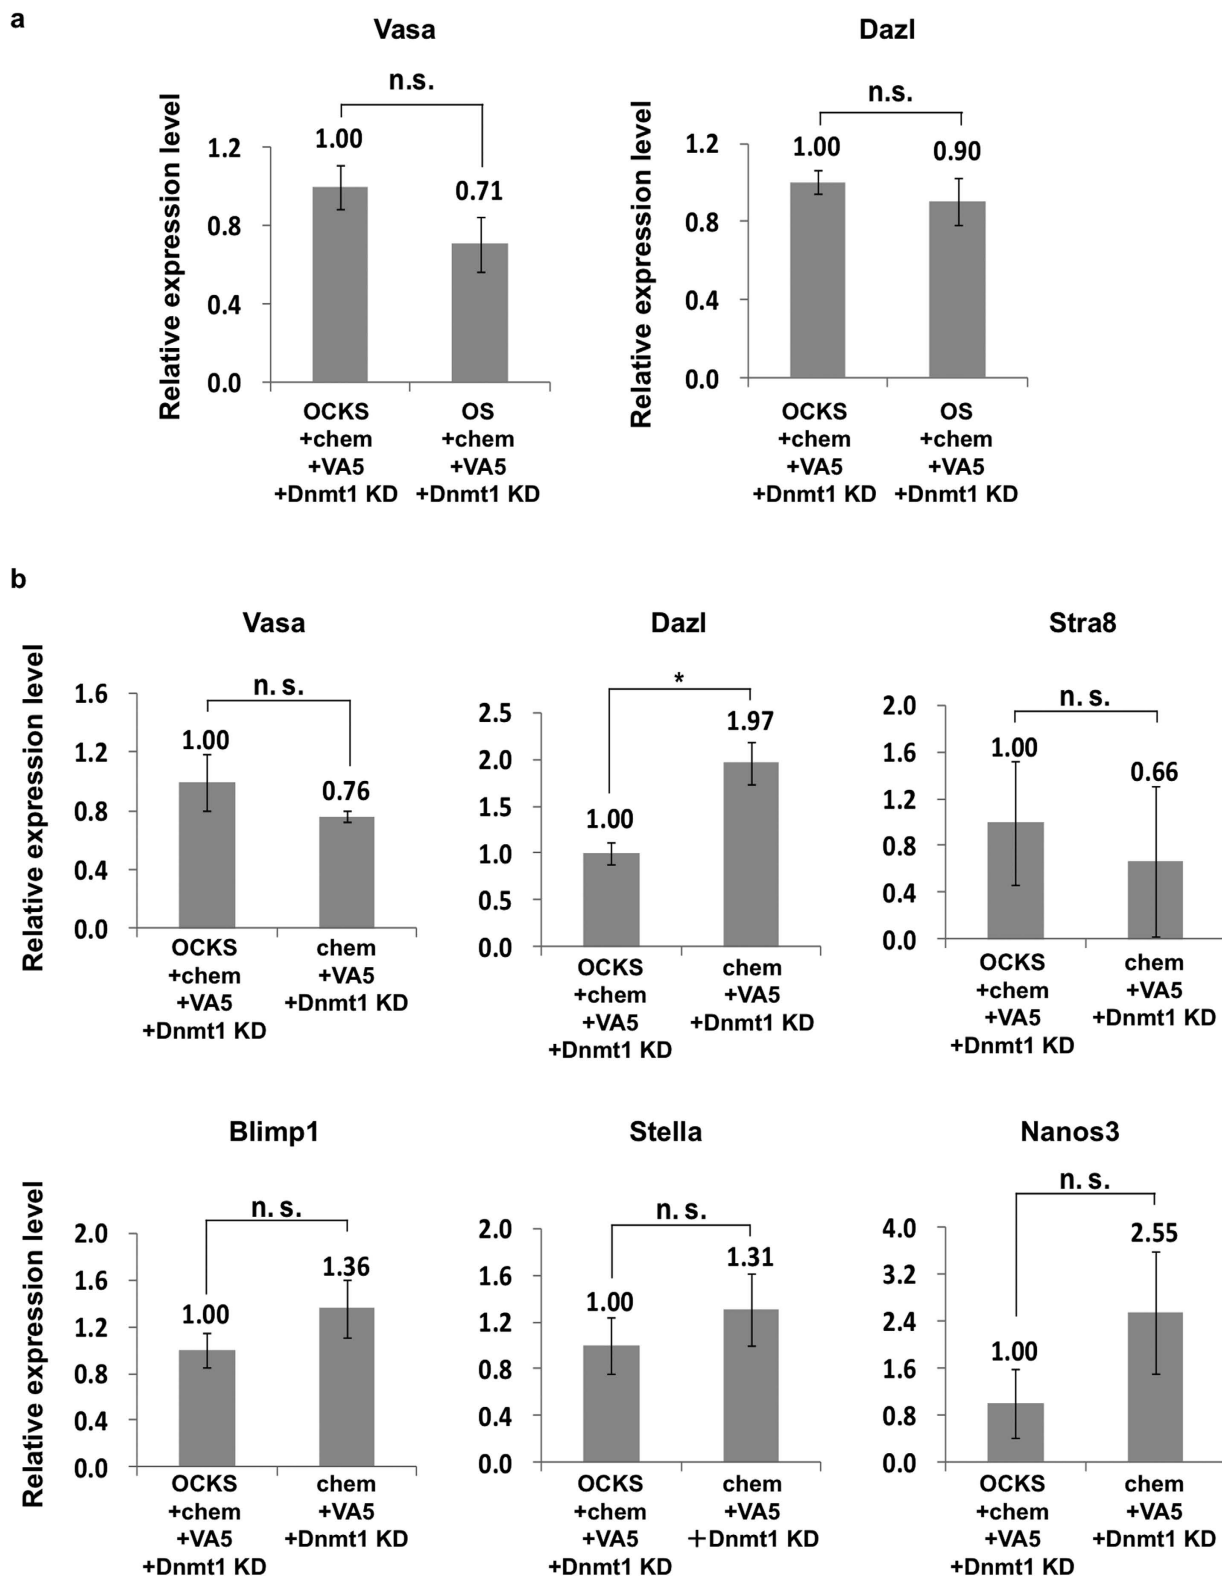 a
Vasa
Dazl
n.s.
n.s.
Relative expression level
1.2
0.8
0.4
0.0
1.00
0.71
OCKS
+chem
+VA5
+Dnmt1 KD
OS
+chem
+VA5
+Dnmt1 KD
Relative expression level
1.2
0.8
0.4
0.0
1.00
0.90
OCKS
+chem
+VA5
+Dnmt1 KD
OS
+chem
+VA5
+Dnmt1 KD
b
Vasa
Relative expression level
n. s.
1.6
1.2
0.8
0.4
0.0
1.00
0.76
OCKS
+chem
+VA5
+Dnmt1 KD
chem
+VA5
+Dnmt1 KD
Dazl
*
2.5
2.0
1.5
1.0
0.5
0.0
1.00
1.97
OCKS
+chem
+VA5
+Dnmt1 KD
chem
+VA5
+Dnmt1 KD
Stra8
n. s.
2.0
1.6
1.2
0.8
0.4
0.0
1.00
0.66
OCKS
+chem
+VA5
+Dnmt1 KD
chem
+VA5
+Dnmt1 KD
Blimp1
Relative expression level
n. s.
2.0
1.6
1.2
0.8
0.4
0.0
1.00
1.36
OCKS
+chem
+VA5
+Dnmt1 KD
chem
+VA5
+Dnmt1 KD
Stella
n. s.
2.0
1.6
1.2
0.8
0.4
0.0
1.00
1.31
OCKS
+chem
+VA5
+Dnmt1 KD
chem
+VA5
+Dnmt1 KD
Nanos3
n. s.
4.0
3.2
2.4
1.6
0.8
0.0
1.00
2.55
OCKS
+chem
+VA5
+Dnmt1 KD
chem
+VA5
+Dnmt1 KD